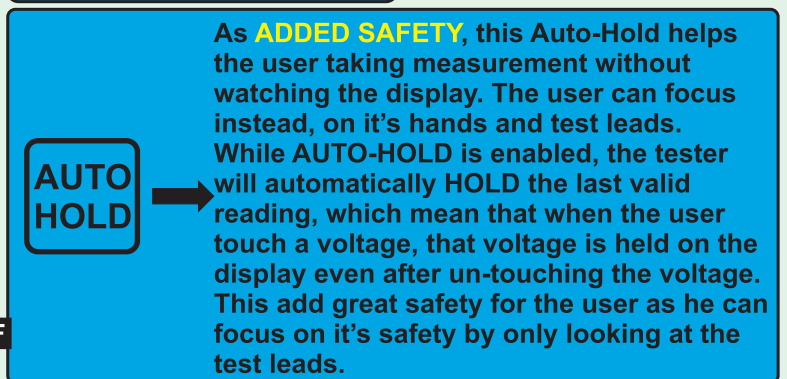 As ADDED SAFETY, this Auto-Hold helps
the user taking measurement without
watching the display. The user can focus
instead, on it's hands and test leads.
While AUTO-HOLD is enabled, the tester
will automatically HOLD the last valid
reading, which mean that when the user
touch a voltage, that voltage is held on the
display even after un-touching the voltage.
This add great safety for the user as he can
focus on it's safety by only looking at the
test leads.
AUTO
HOLD